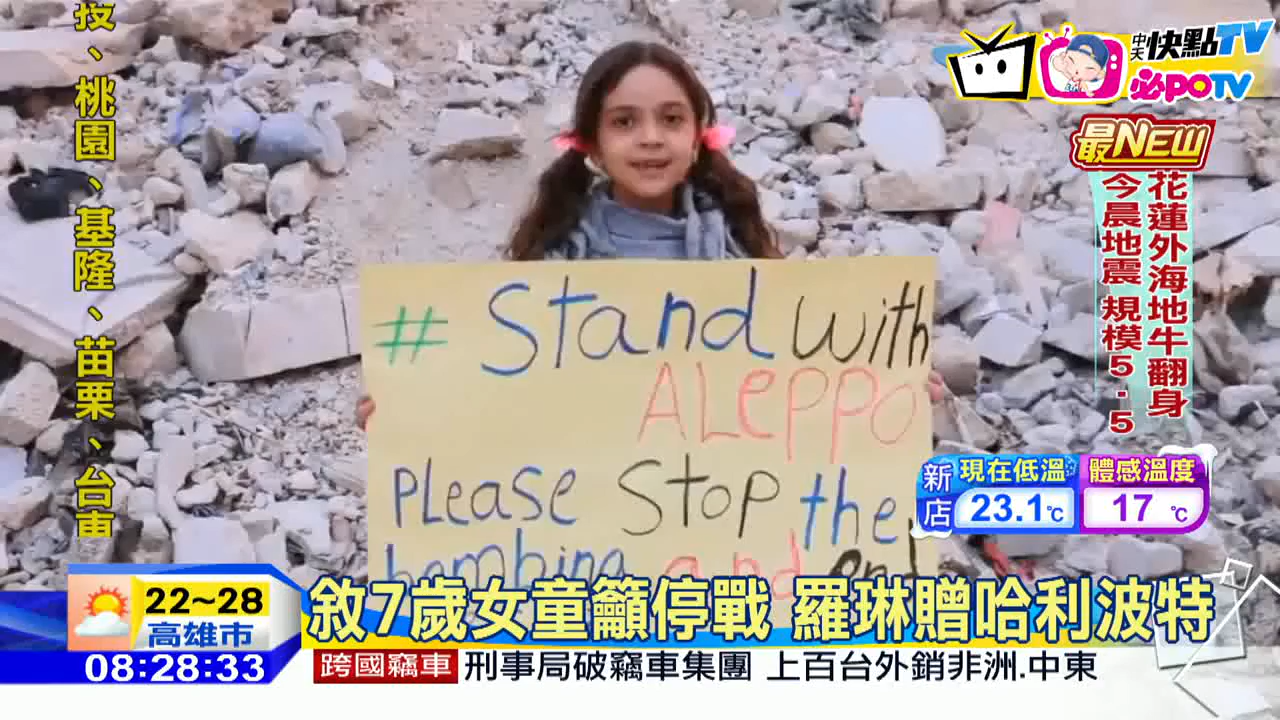 投、桃園、基隆、苗栗、台東
中天快點TV
必POTV
最NEW
花蓮外海地牛翻身
今晨地震 規模5.5
# Stand with
ALePPO
PLease Stop the
bombing and end
新店
現在低溫
體感溫度
23.1℃
17 ℃
22~28
高雄市
08:28:33
敘7歲女童籲停戰 羅琳贈哈利波特
跨國竊車
刑事局破竊車集團 上百台外銷非洲.中東